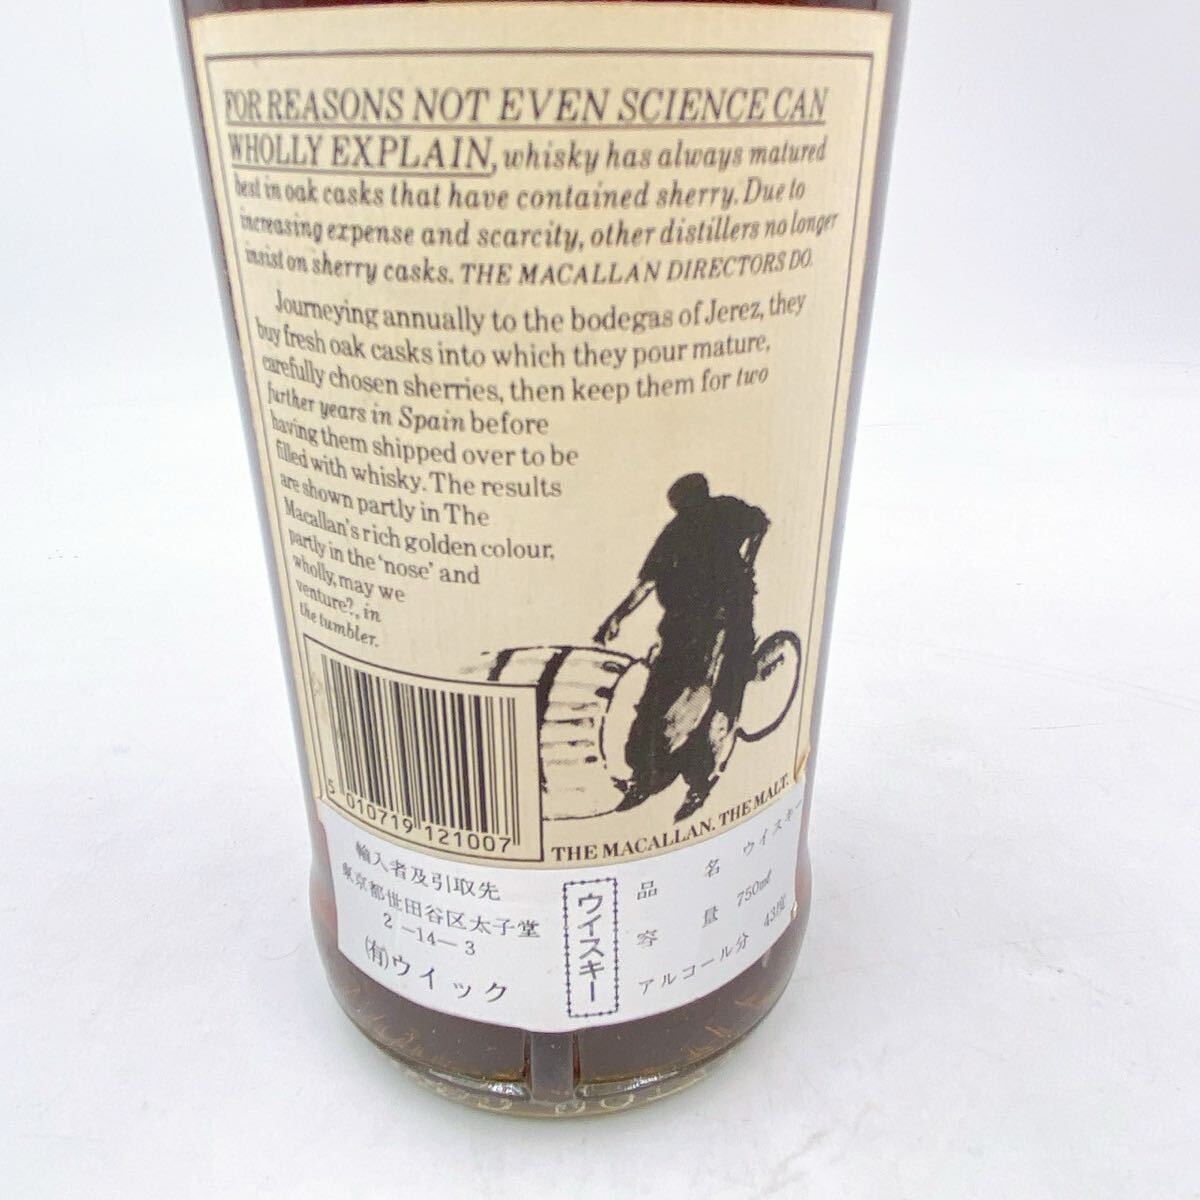 FOR REASONS NOT EVEN SCIENCE CAN
WHOLLY EXPLAIN, whisky has always matured
best in oak casks that have contained sherry. Due to
increasing expense and scarcity, other distillers no longer
insist on sherry casks. THE MACALLAN DIRECTORS DO.
Journeying annually to the bodegas of Jerez, they
buy fresh oak casks into which they pour mature,
carefully chosen sherries, then keep them for two
further years in Spain before
having them shipped over to be
filled with whisky. The results
are shown partly in The
Macallan's rich golden colour,
partly in the 'nose' and
wholly, may we
venture?, in
the tumbler.
5 010719 121007
THE MACALLAN. THE MALT.
輸入者及引取先
東京都世田谷区太子堂
2-14-3
(有)ウイック
ウイスキー
品名 ウイスキー
容量 750ml
アルコール分 43度